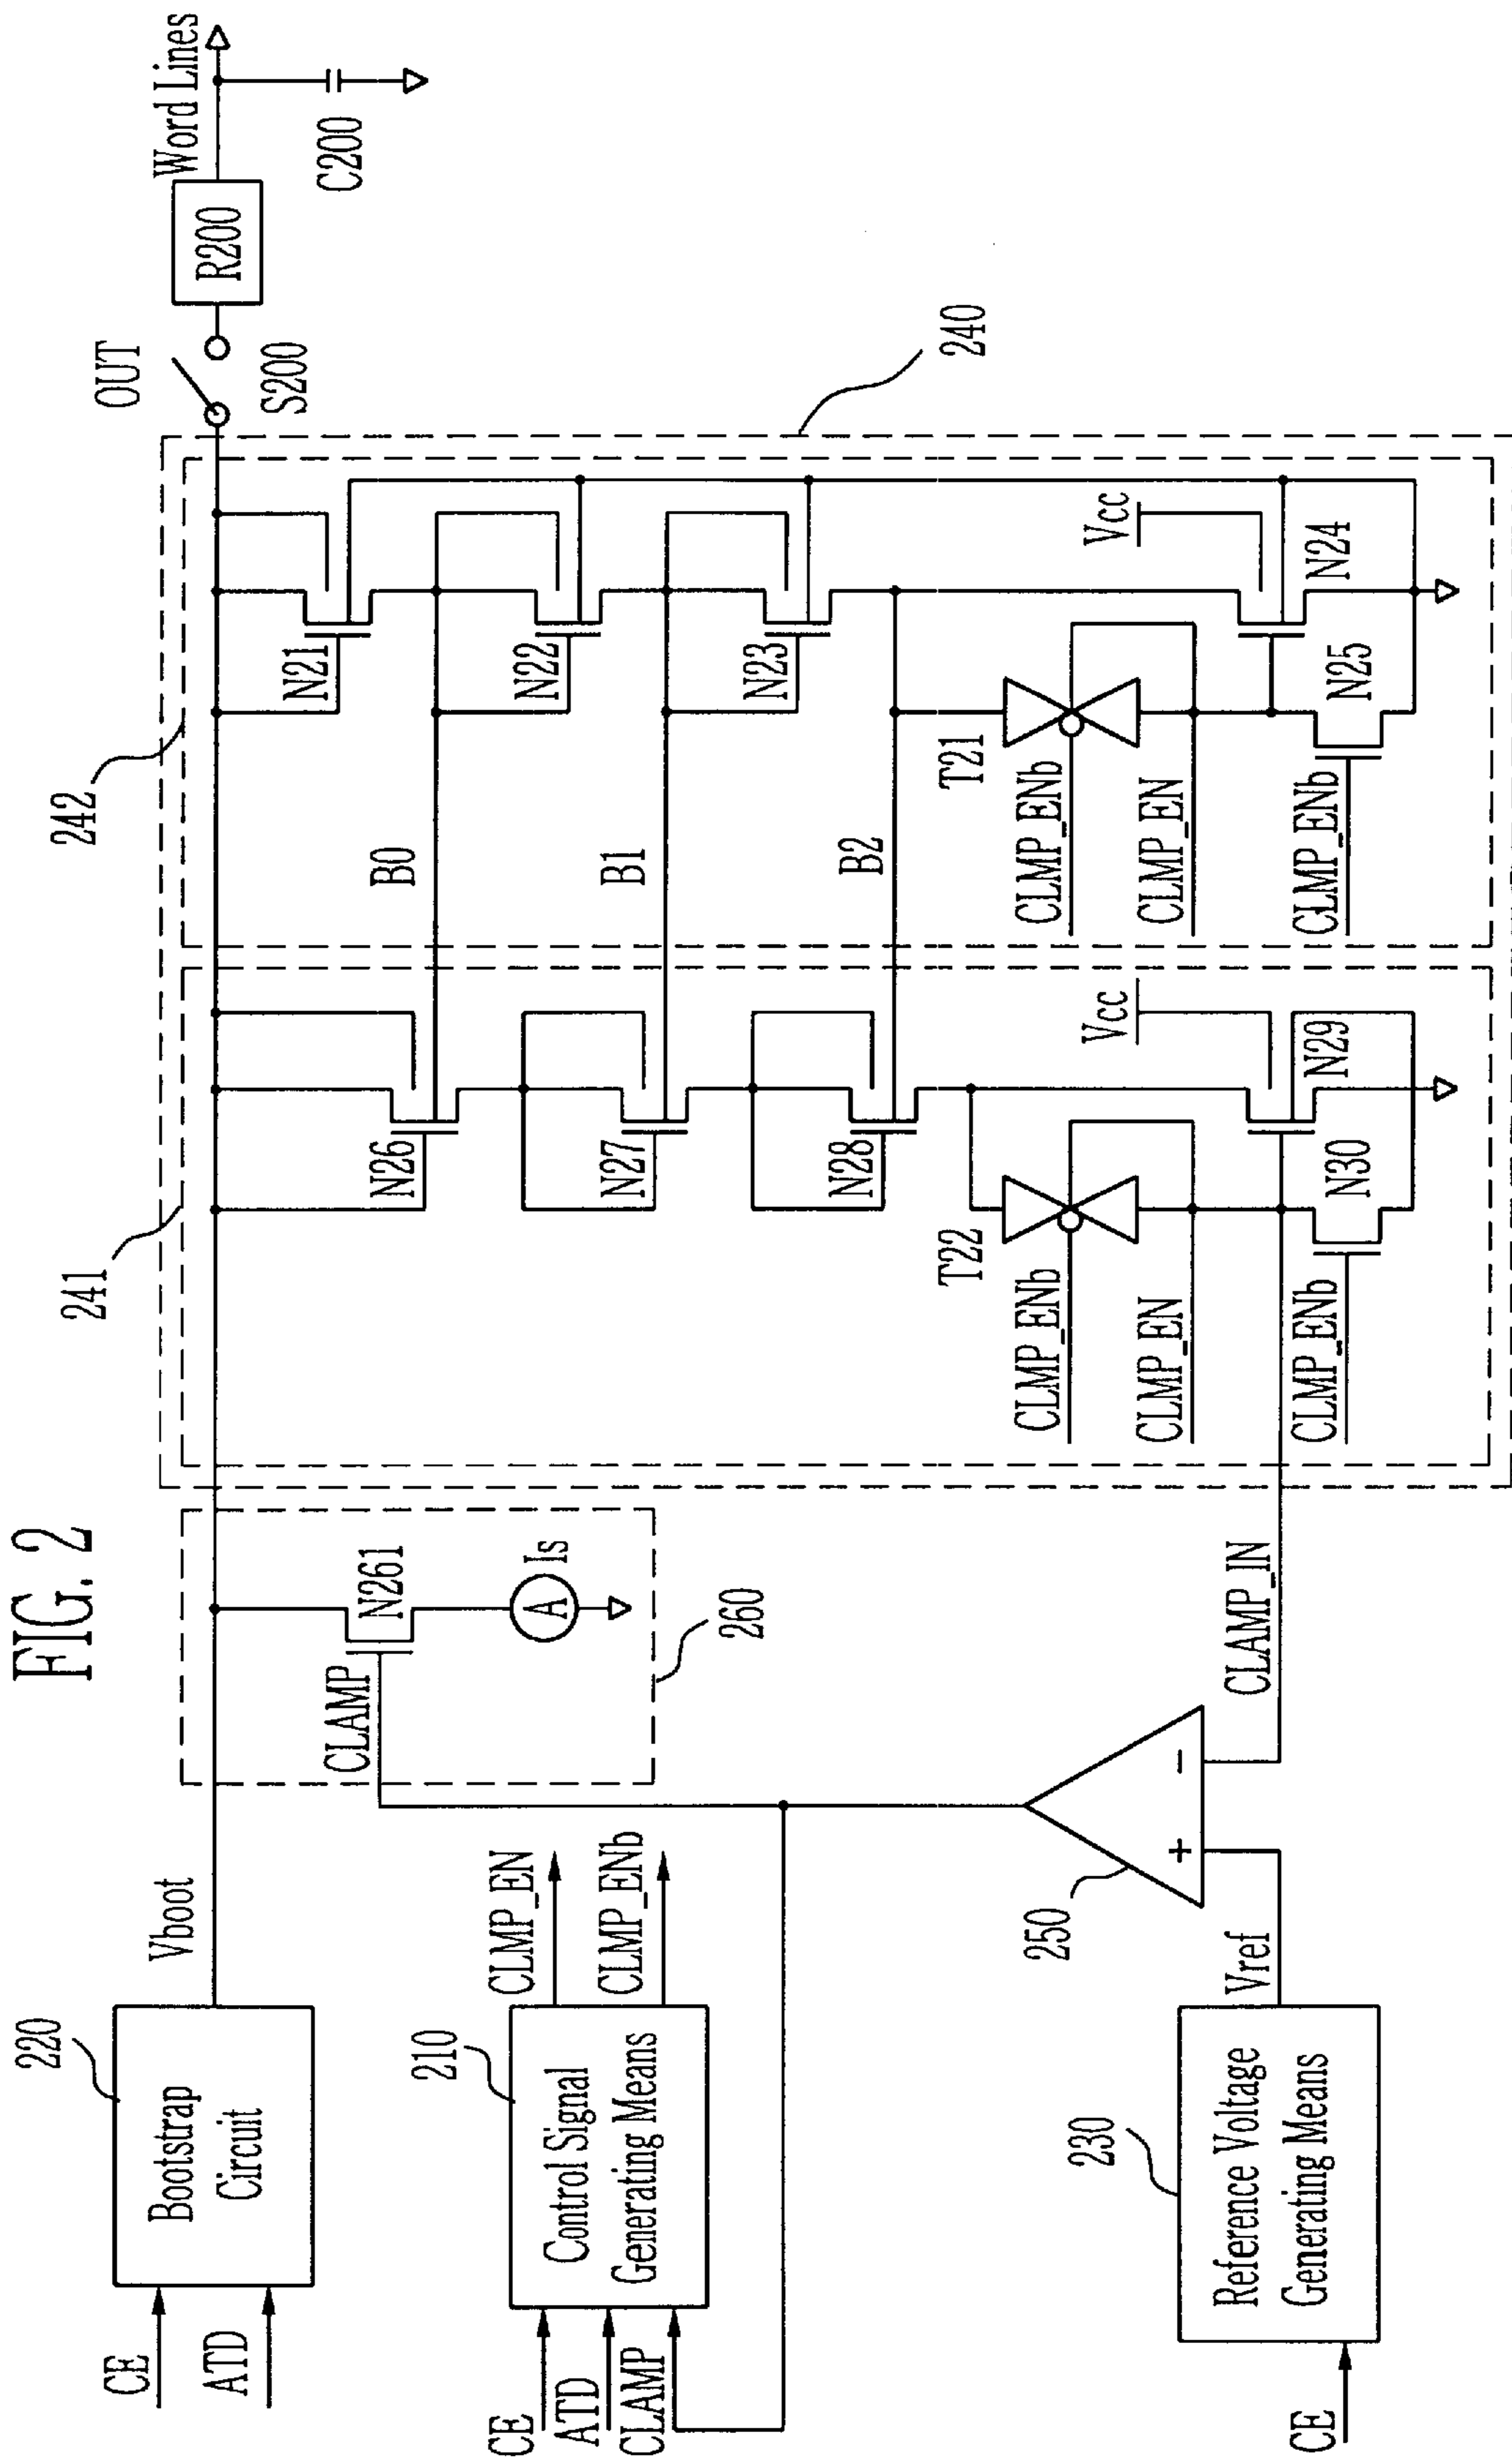 FIG. 2
CE
ATD
220
Bootstrap
Circuit
Vboot
CE
ATD
CLAMP
210
Control Signal
Generating Means
CLMP_EN
CLMP_ENb
CE
230
Reference Voltage
Generating Means
Vref
250
+
-
CLAMP_IN
CLAMP
N261
A
Is
260
241
N26
N27
N28
T22
CLMP_ENb
CLMP_EN
CLMP_ENb
N30
N29
Vcc
242
B0
B1
B2
N21
N22
N23
T21
CLMP_ENb
CLMP_EN
CLMP_ENb
N25
N24
Vcc
240
OUT
S200
R200
Word Lines
C200